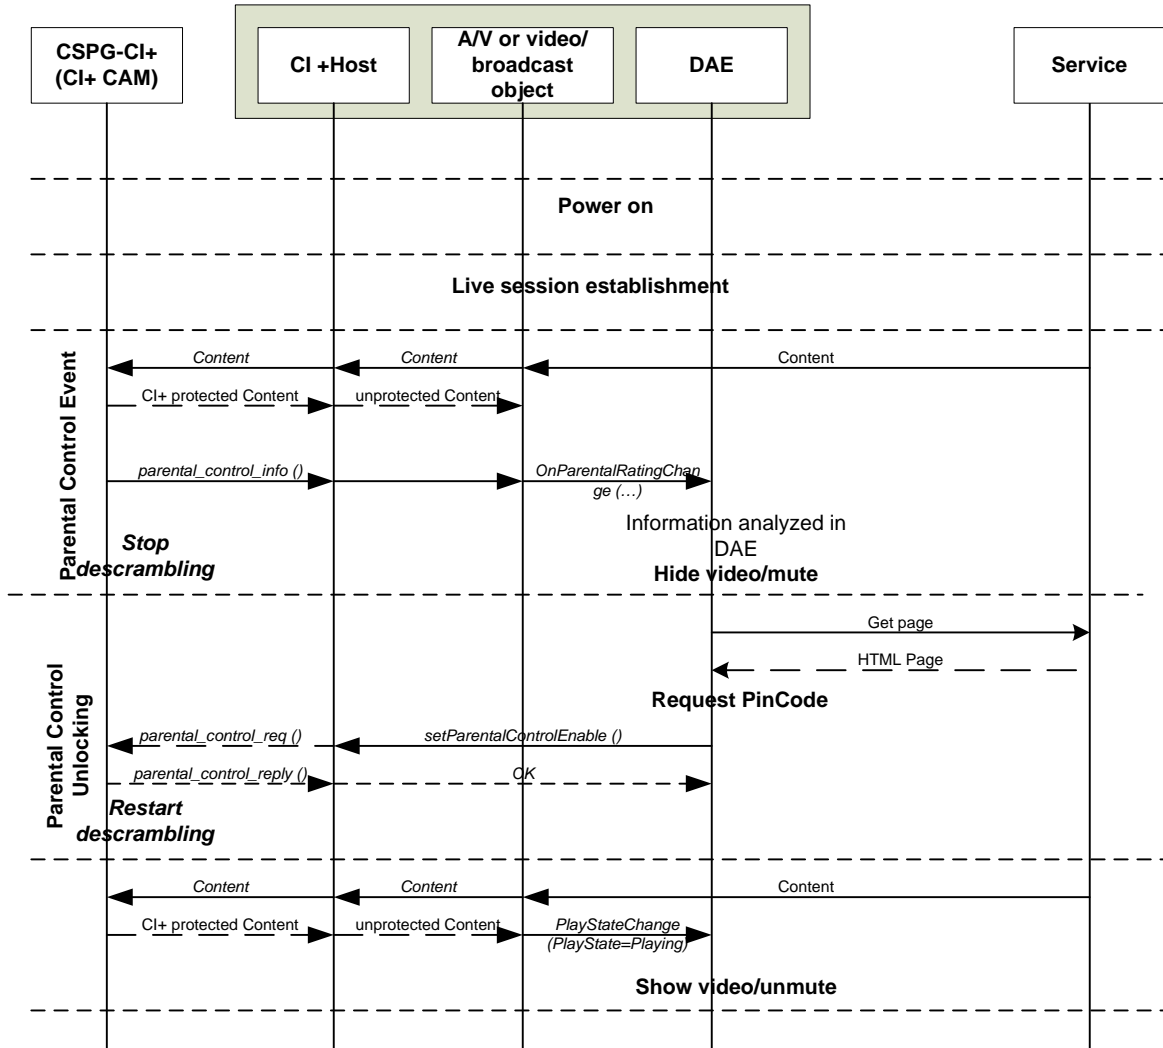 CSPG-CI+
(CI+ CAM)
CI +Host
A/V or video/
broadcast
object
DAE
Service
Power on
Live session establishment
Parental Control Event
Content
Content
Content
CI+ protected Content
unprotected Content
parental_control_info ()
OnParentalRatingChan
ge (…)
Information analyzed in
DAE
Stop
descrambling
Hide video/mute
Parental Control
Unlocking
Get page
HTML Page
Request PinCode
parental_control_req ()
setParentalControlEnable ()
parental_control_reply ()
OK
Restart
descrambling
Content
Content
Content
CI+ protected Content
unprotected Content
PlayStateChange
(PlayState=Playing)
Show video/unmute